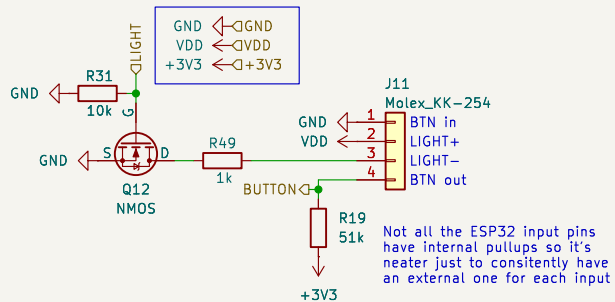 LIGHT
GND GND
VDD VDD
+3V3 +3V3
R31
GND
10k
G
J11
Molex_KK-254
GND 1 BTN in
VDD 2 LIGHT+
3 LIGHT-
4 BTN out
GND S D
R49
1k
Q12
NMOS
BUTTON
R19
51k
+3V3
Not all the ESP32 input pins
have internal pullups so it's
neater just to consitently have
an external one for each input